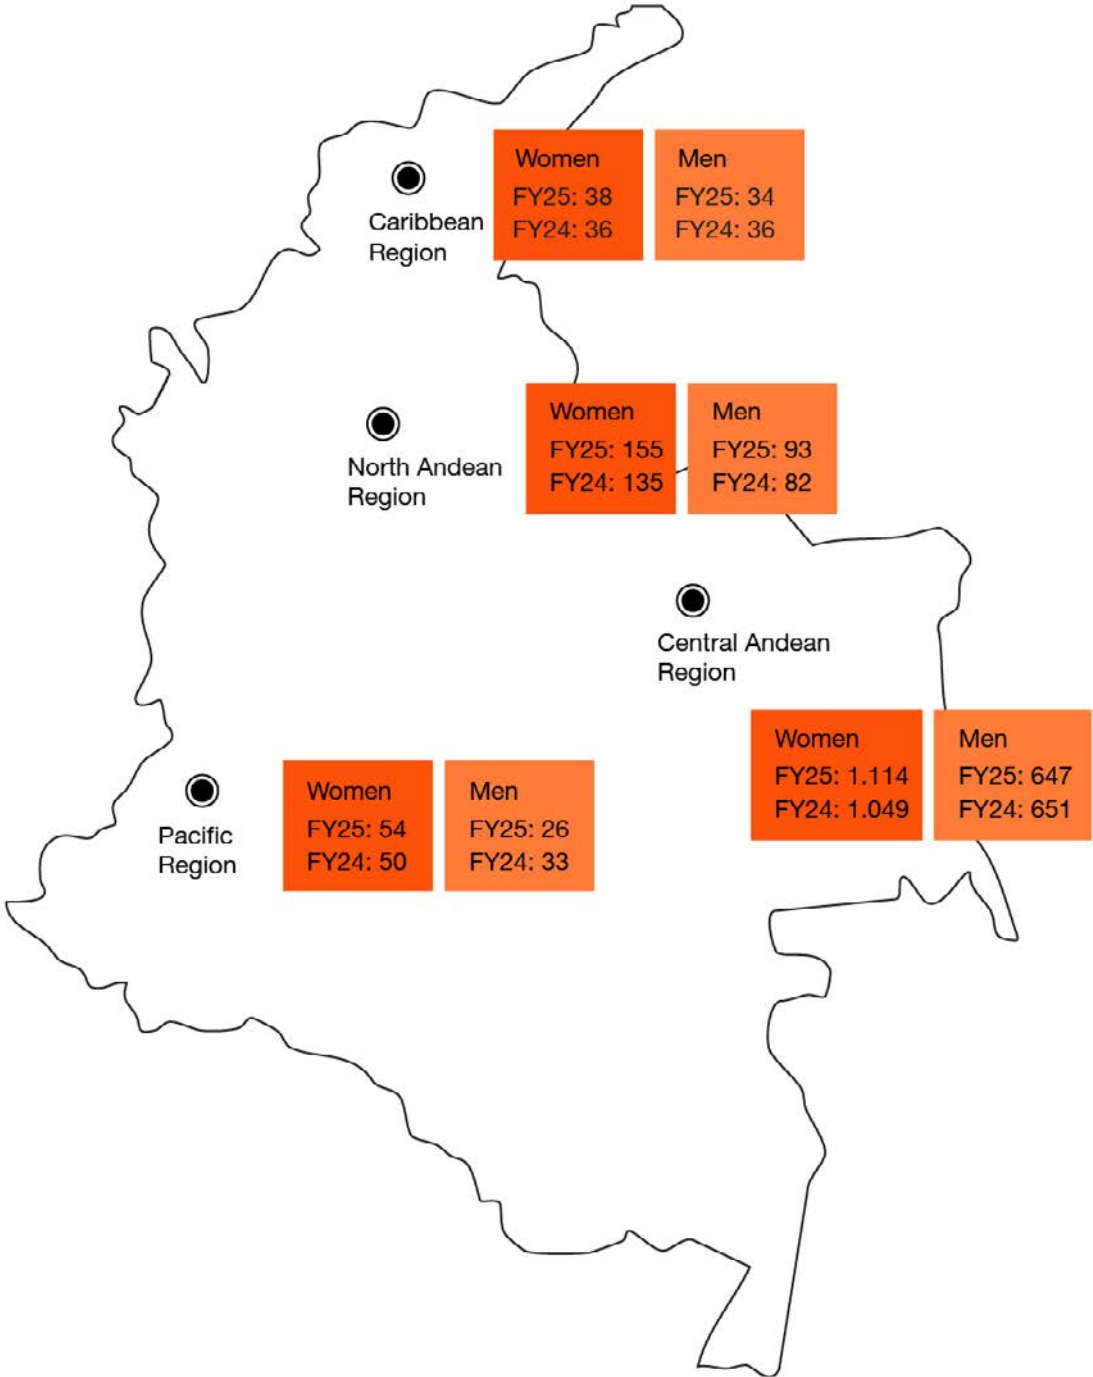 Caribbean
Region
Women
FY25: 38
FY24: 36
Men
FY25: 34
FY24: 36
North Andean
Region
Women
FY25: 155
FY24: 135
Men
FY25: 93
FY24: 82
Central Andean
Region
Women
FY25: 1.114
FY24: 1.049
Men
FY25: 647
FY24: 651
Pacific
Region
Women
FY25: 54
FY24: 50
Men
FY25: 26
FY24: 33